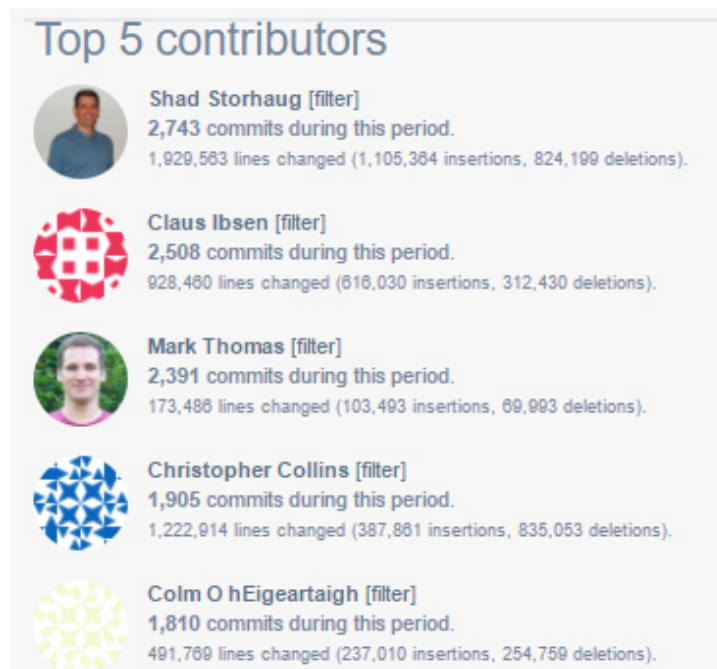 Top 5 contributors
Shad Storhaug [filter]
2,743 commits during this period.
1,929,563 lines changed (1,105,364 insertions, 824,199 deletions).
Claus Ibsen [filter]
2,508 commits during this period.
928,460 lines changed (616,030 insertions, 312,430 deletions).
Mark Thomas [filter]
2,391 commits during this period.
173,486 lines changed (103,493 insertions, 69,993 deletions).
Christopher Collins [filter]
1,905 commits during this period.
1,222,914 lines changed (387,861 insertions, 835,053 deletions).
Colm O hEigeartaigh [filter]
1,810 commits during this period.
491,769 lines changed (237,010 insertions, 254,759 deletions).